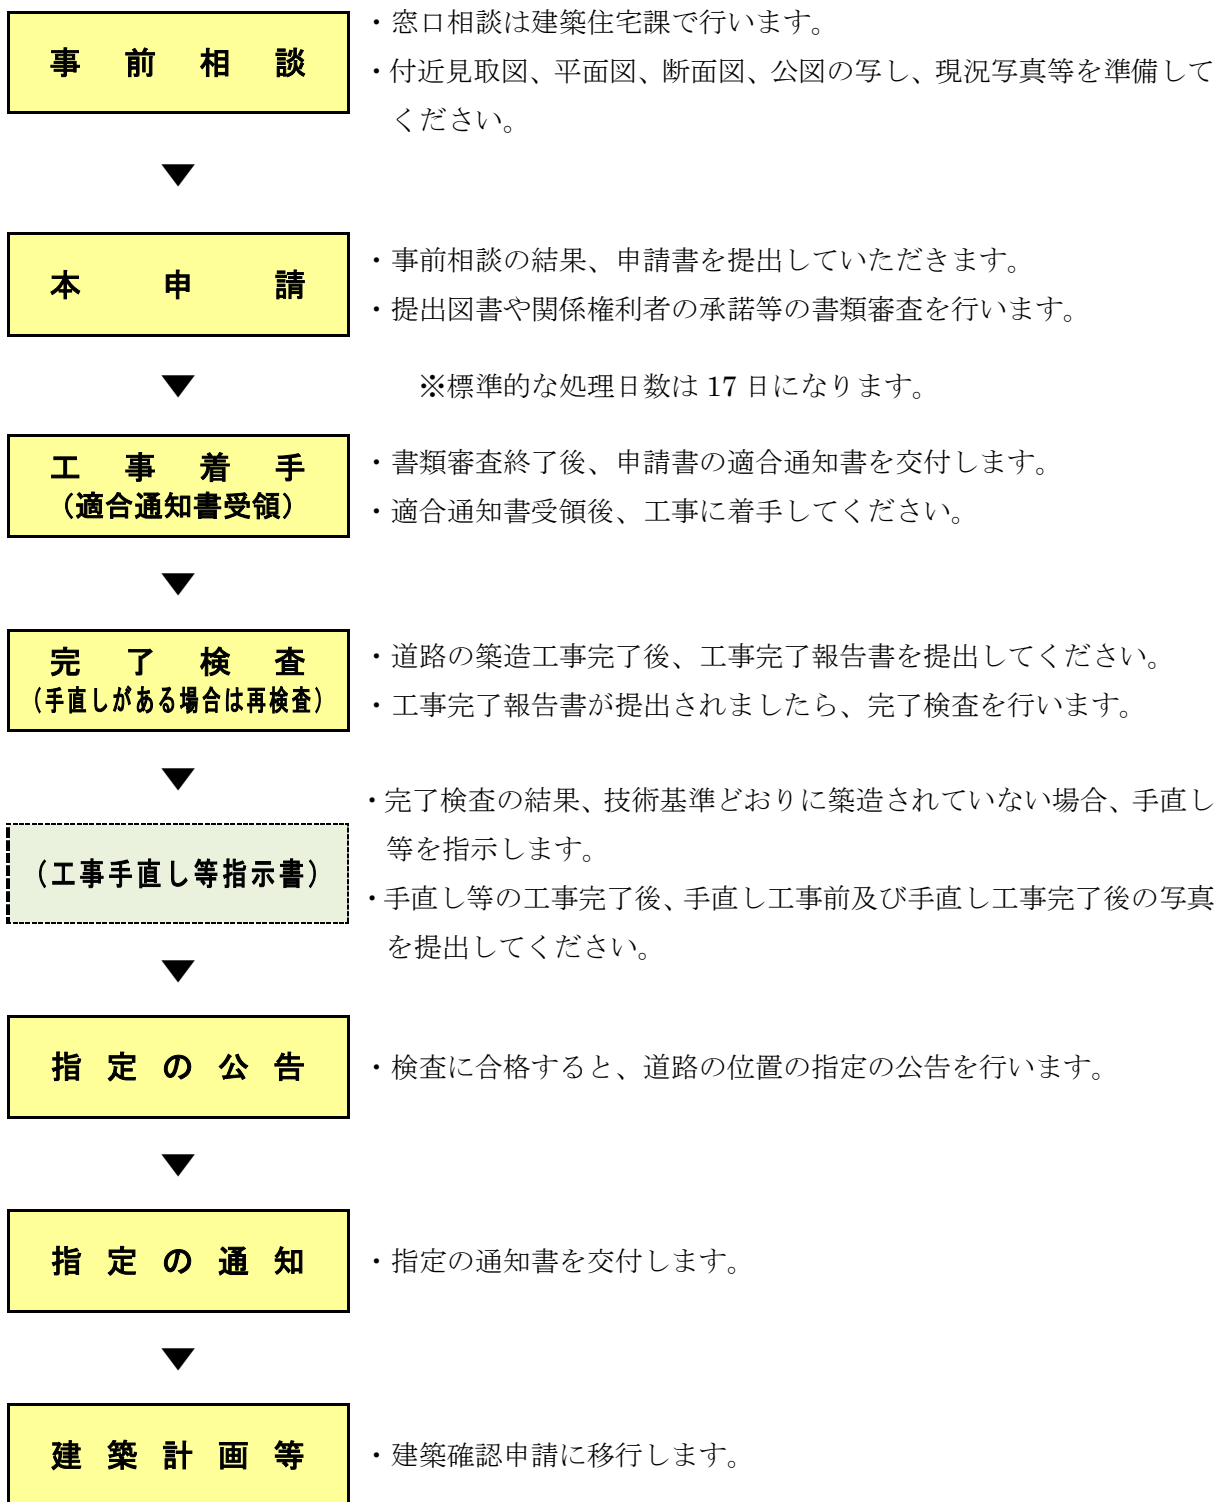 事前相談
・窓口相談は建築住宅課で行います。
・付近見取図、平面図、断面図、公図の写し、現況写真等を準備して
ください。
▼
本申請
・事前相談の結果、申請書を提出していただきます。
・提出図書や関係権利者の承諾等の書類審査を行います。
▼
※標準的な処理日数は 17 日になります。
工事着手
（適合通知書受領）
・書類審査終了後、申請書の適合通知書を交付します。
・適合通知書受領後、工事に着手してください。
▼
完了検査
（手直しがある場合は再検査）
・道路の築造工事完了後、工事完了報告書を提出してください。
・工事完了報告書が提出されましたら、完了検査を行います。
▼
（工事手直し等指示書）
・完了検査の結果、技術基準どおりに築造されていない場合、手直し
等を指示します。
・手直し等の工事完了後、手直し工事前及び手直し工事完了後の写真
を提出してください。
▼
指定の公告
・検査に合格すると、道路の位置の指定の公告を行います。
▼
指定の通知
・指定の通知書を交付します。
▼
建築計画等
・建築確認申請に移行します。